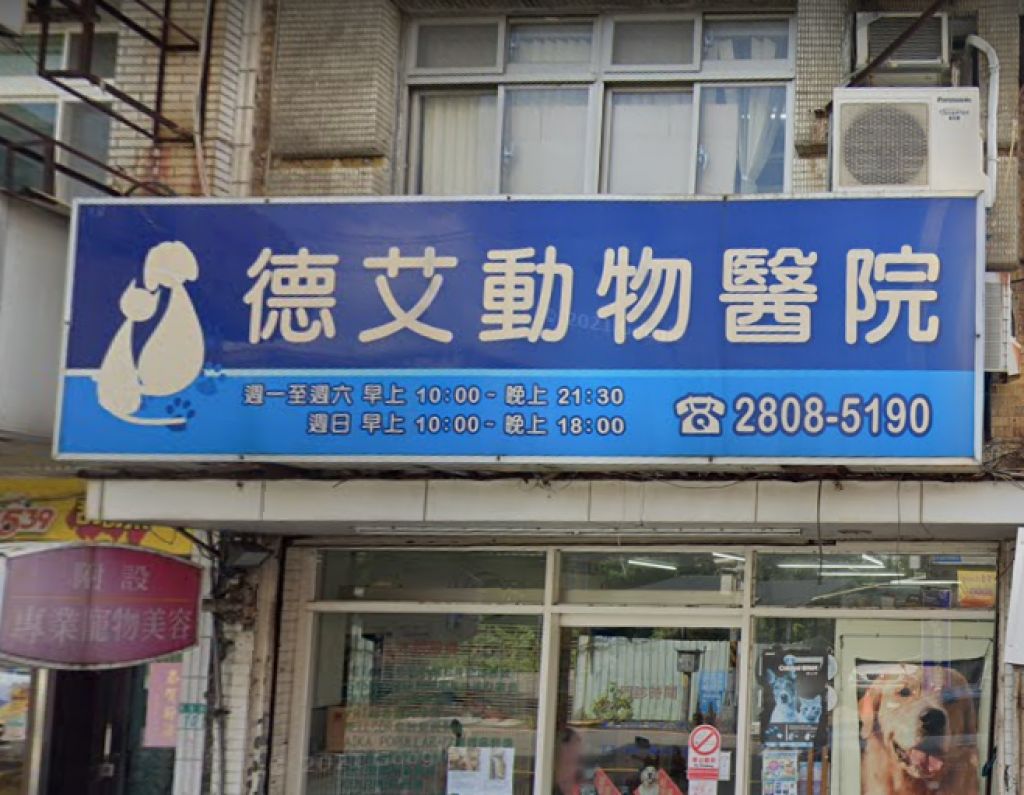 Panasonic
德艾動物醫院
週一至週六 早上 10:00~ 晚上 21:30
週日 早上 10:00~ 晚上 18:00
2808-5190
539
附設
專業寵物美容